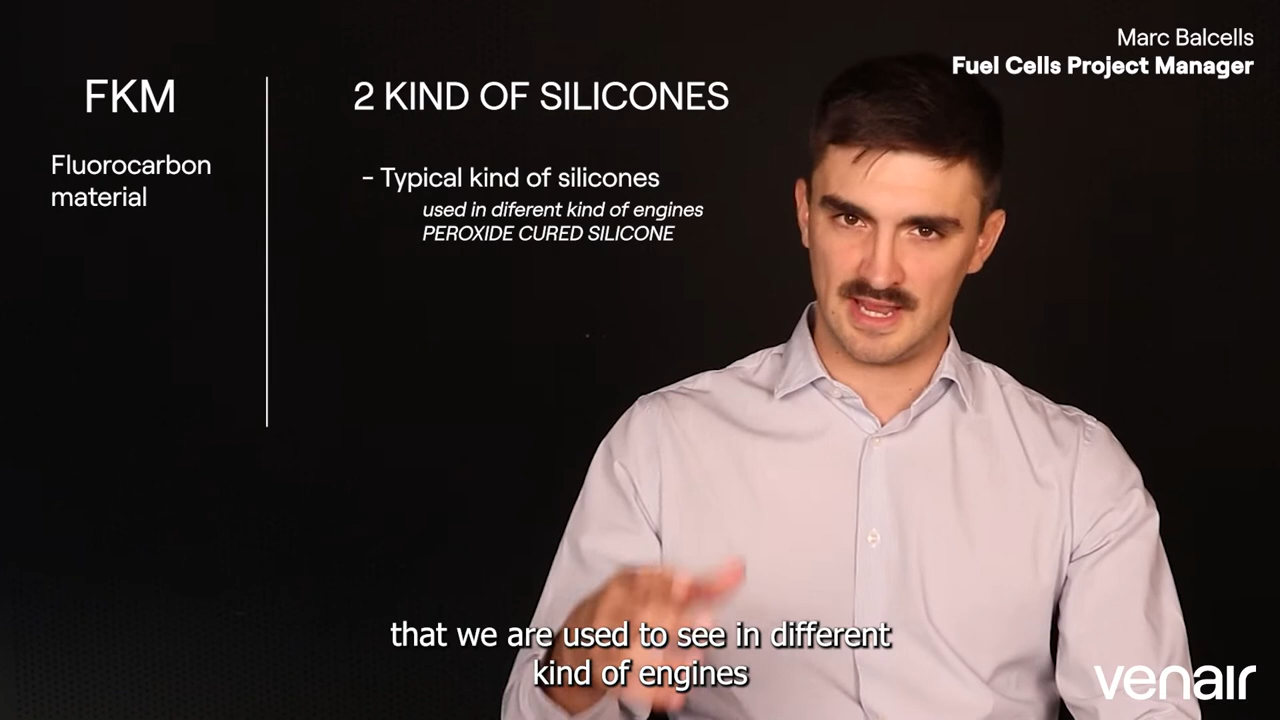 Marc Balcells
Fuel Cells Project Manager
FKM
Fluorocarbon
material
2 KIND OF SILICONES
- Typical kind of silicones
used in diferent kind of engines
PEROXIDE CURED SILICONE
that we are used to see in different
kind of engines
venair